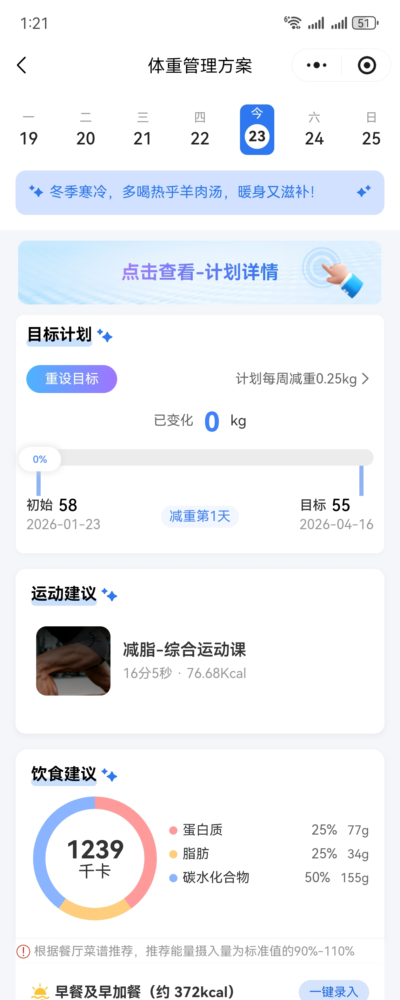 1:21
6+
51
体重管理方案
一 二 三 四 今 六 日
19 20 21 22 23 24 25
冬季寒冷，多喝热乎羊肉汤，暖身又滋补！
点击查看-计划详情
目标计划
重设目标 计划每周减重0.25kg
已变化 0 kg
0%
初始 58 目标 55
减重第1天
2026-01-23 2026-04-16
运动建议
减脂-综合运动课
16分5秒 · 76.68Kcal
饮食建议
1239
千卡
蛋白质 25% 77g
脂肪 25% 34g
碳水化合物 50% 155g
根据餐厅菜谱推荐，推荐能量摄入量为标准值的90%-110%
早餐及早加餐（约 372kcal） 一键录入